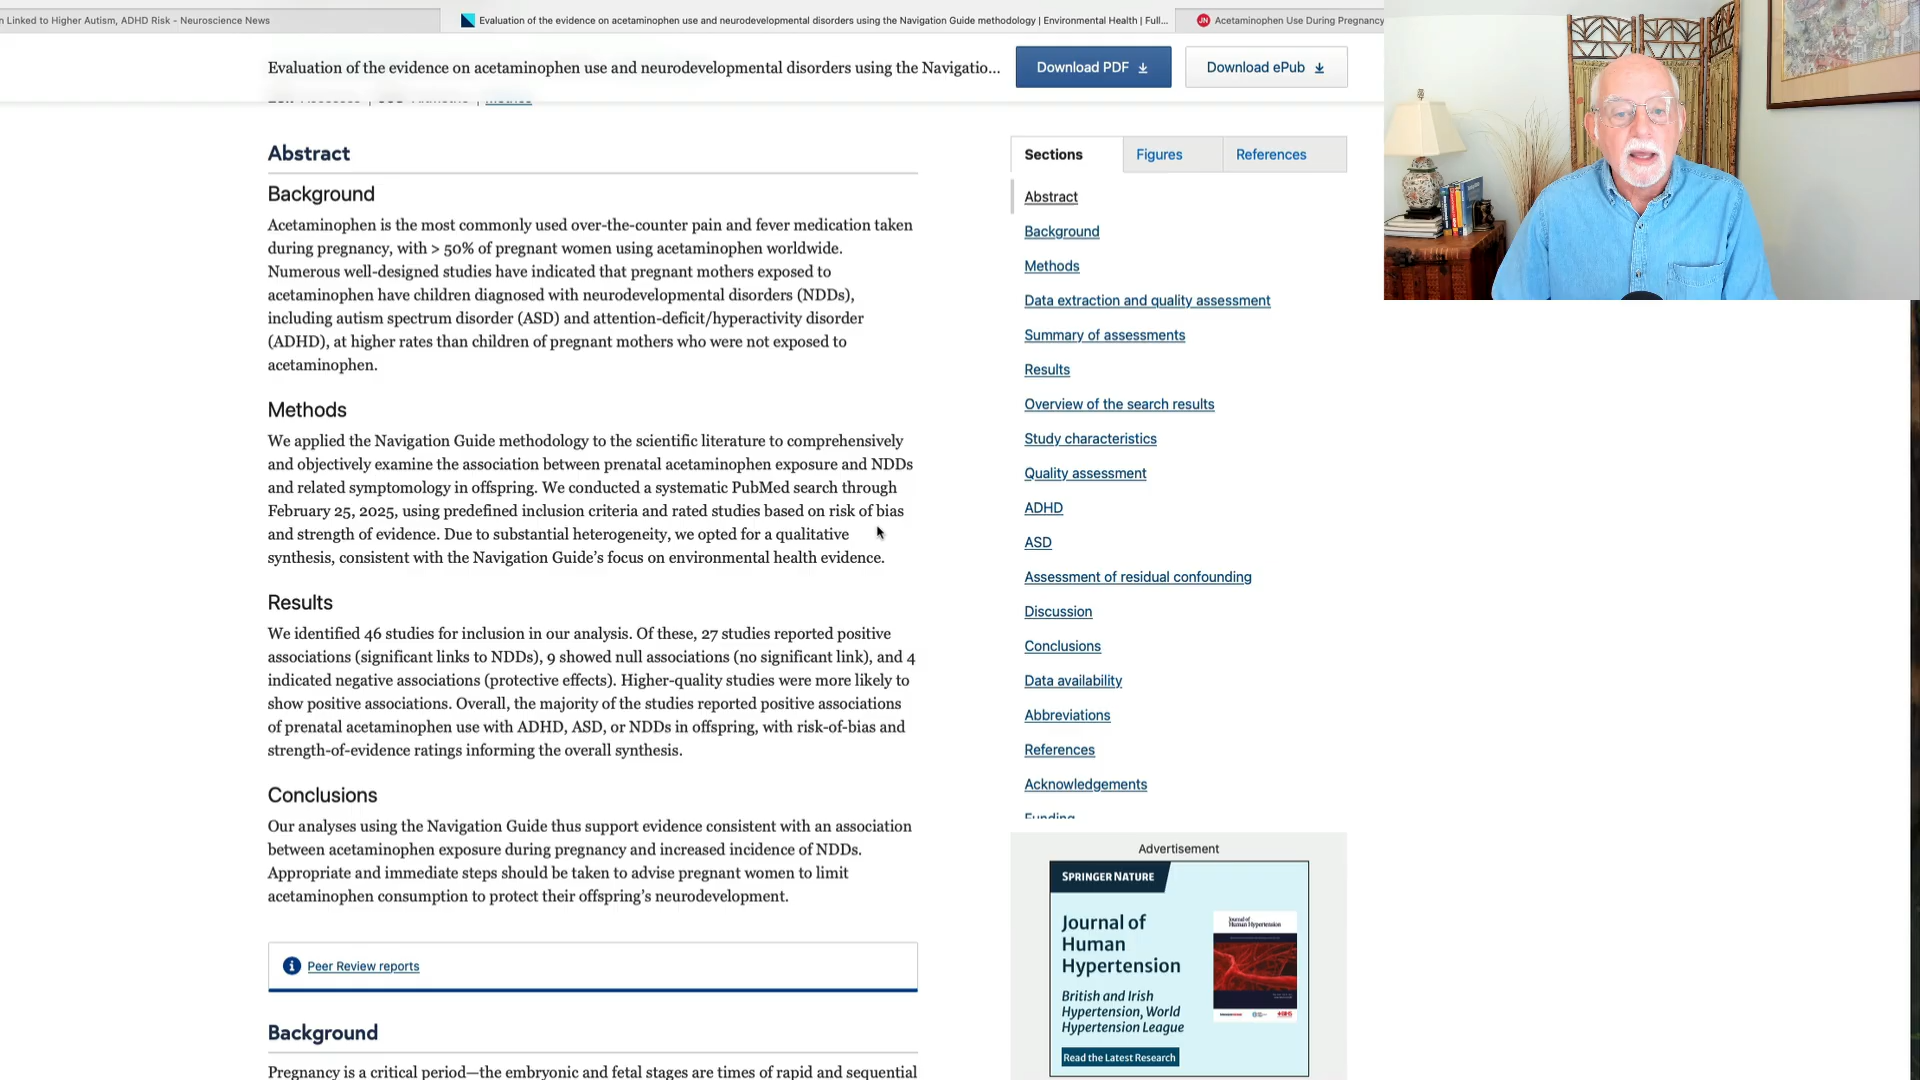 n Linked to Higher Autism, ADHD Risk - Neuroscience News
Evaluation of the evidence on acetaminophen use and neurodevelopmental disorders using the Navigation Guide methodology | Environmental Health | Full...
JN Acetaminophen Use During Pregnancy
Evaluation of the evidence on acetaminophen use and neurodevelopmental disorders using the Navigatio...
Download PDF
Download ePub
Abstract
Background
Acetaminophen is the most commonly used over-the-counter pain and fever medication taken
during pregnancy, with > 50% of pregnant women using acetaminophen worldwide.
Numerous well-designed studies have indicated that pregnant mothers exposed to
acetaminophen have children diagnosed with neurodevelopmental disorders (NDDs),
including autism spectrum disorder (ASD) and attention-deficit/hyperactivity disorder
(ADHD), at higher rates than children of pregnant mothers who were not exposed to
acetaminophen.
Methods
We applied the Navigation Guide methodology to the scientific literature to comprehensively
and objectively examine the association between prenatal acetaminophen exposure and NDDs
and related symptomology in offspring. We conducted a systematic PubMed search through
February 25, 2025, using predefined inclusion criteria and rated studies based on risk of bias
and strength of evidence. Due to substantial heterogeneity, we opted for a qualitative
synthesis, consistent with the Navigation Guide's focus on environmental health evidence.
Results
We identified 46 studies for inclusion in our analysis. Of these, 27 studies reported positive
associations (significant links to NDDs), 9 showed null associations (no significant link), and 4
indicated negative associations (protective effects). Higher-quality studies were more likely to
show positive associations. Overall, the majority of the studies reported positive associations
of prenatal acetaminophen use with ADHD, ASD, or NDDs in offspring, with risk-of-bias and
strength-of-evidence ratings informing the overall synthesis.
Conclusions
Our analyses using the Navigation Guide thus support evidence consistent with an association
between acetaminophen exposure during pregnancy and increased incidence of NDDs.
Appropriate and immediate steps should be taken to advise pregnant women to limit
acetaminophen consumption to protect their offspring's neurodevelopment.
Peer Review reports
Background
Pregnancy is a critical period—the embryonic and fetal stages are times of rapid and sequential
Sections
Figures
References
Abstract
Background
Methods
Data extraction and quality assessment
Summary of assessments
Results
Overview of the search results
Study characteristics
Quality assessment
ADHD
ASD
Assessment of residual confounding
Discussion
Conclusions
Data availability
Abbreviations
References
Acknowledgements
Funding
Advertisement
SPRINGER NATURE
Journal of
Human
Hypertension
British and Irish
Hypertension, World
Hypertension League
Read the Latest Research
Journal of
Human Hypertension